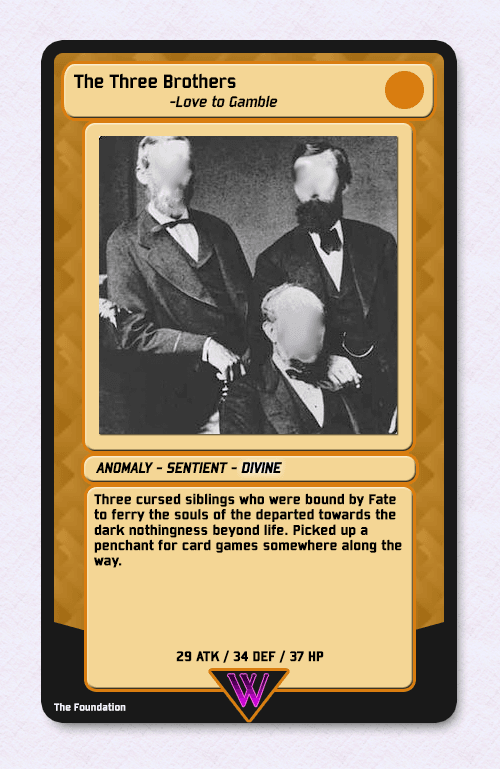 The Three Brothers
-Love to Gamble
ANOMALY - SENTIENT - DIVINE
Three cursed siblings who were bound by Fate
to ferry the souls of the departed towards the
dark nothingness beyond life. Picked up a
penchant for card games somewhere along the
way.
29 ATK / 34 DEF / 37 HP
W
The Foundation